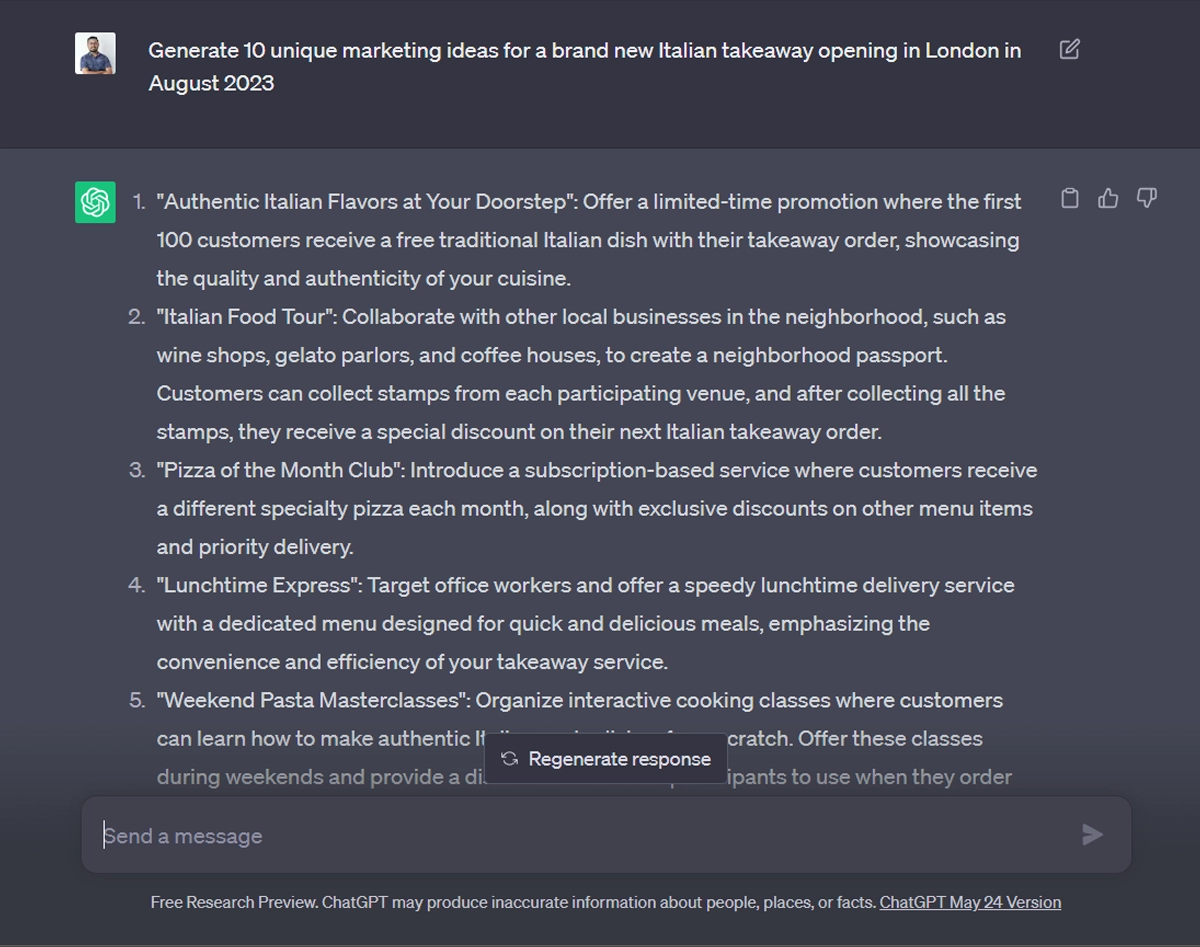 Generate 10 unique marketing ideas for a brand new Italian takeaway opening in London in
August 2023
1. "Authentic Italian Flavors at Your Doorstep": Offer a limited-time promotion where the first
100 customers receive a free traditional Italian dish with their takeaway order, showcasing
the quality and authenticity of your cuisine.
2. "Italian Food Tour": Collaborate with other local businesses in the neighborhood, such as
wine shops, gelato parlors, and coffee houses, to create a neighborhood passport.
Customers can collect stamps from each participating venue, and after collecting all the
stamps, they receive a special discount on their next Italian takeaway order.
3. "Pizza of the Month Club": Introduce a subscription-based service where customers receive
a different specialty pizza each month, along with exclusive discounts on other menu items
and priority delivery.
4. "Lunchtime Express": Target office workers and offer a speedy lunchtime delivery service
with a dedicated menu designed for quick and delicious meals, emphasizing the
convenience and efficiency of your takeaway service.
5. "Weekend Pasta Masterclasses": Organize interactive cooking classes where customers
can learn how to make authentic cratch. Offer these classes
during weekends and provide a to use when they order
Regenerate response
Send a message
Free Research Preview. ChatGPT may produce inaccurate information about people, places, or facts. ChatGPT May 24 Version